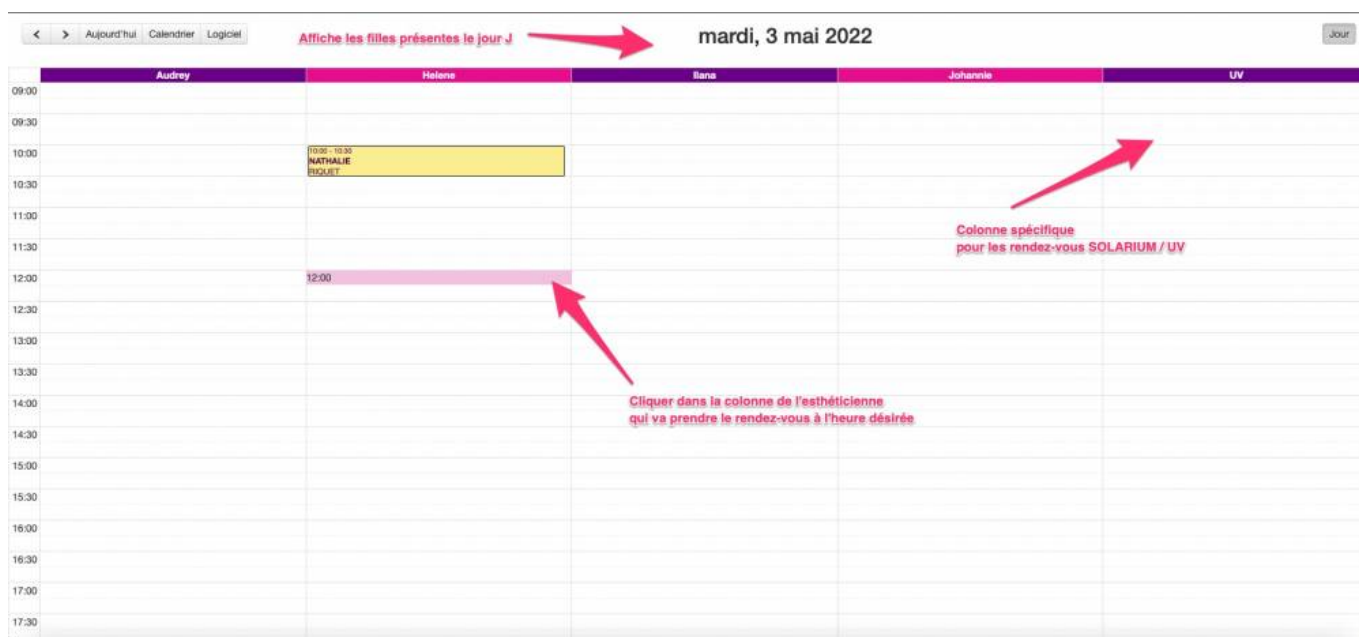 Aujourd'hui Calendrier Logiciel
Affiche les filles présentes le jour J
mardi, 3 mai 2022
Jour
Audrey Helene Ilana Johannie UV
09:00
09:30
10:00
10:00 - 10:30
NATHALIE
RIQUET
10:30
11:00
Colonne spécifique
pour les rendez-vous SOLARIUM / UV
11:30
12:00 12:00
12:30
13:00
13:30
Cliquer dans la colonne de l'esthéticienne
14:00
qui va prendre le rendez-vous à l'heure désirée
14:30
15:00
15:30
16:00
16:30
17:00
17:30